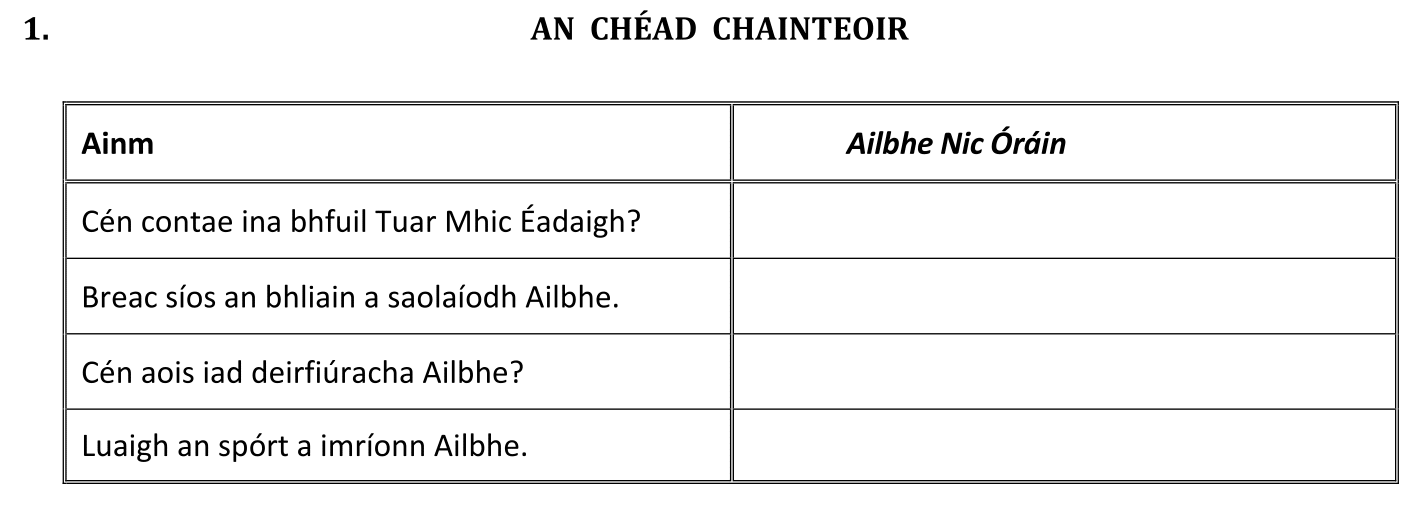 1. AN CHÉAD CHAINTEOIR
Ainm Ailbhe Nic Óráin
Cén contae ina bhfuil Tuar Mhic Éadaigh?
Breac síos an bhliain a saolaíodh Ailbhe.
Cén aois iad deirfiúracha Ailbhe?
Luaigh an spórt a imríonn Ailbhe.